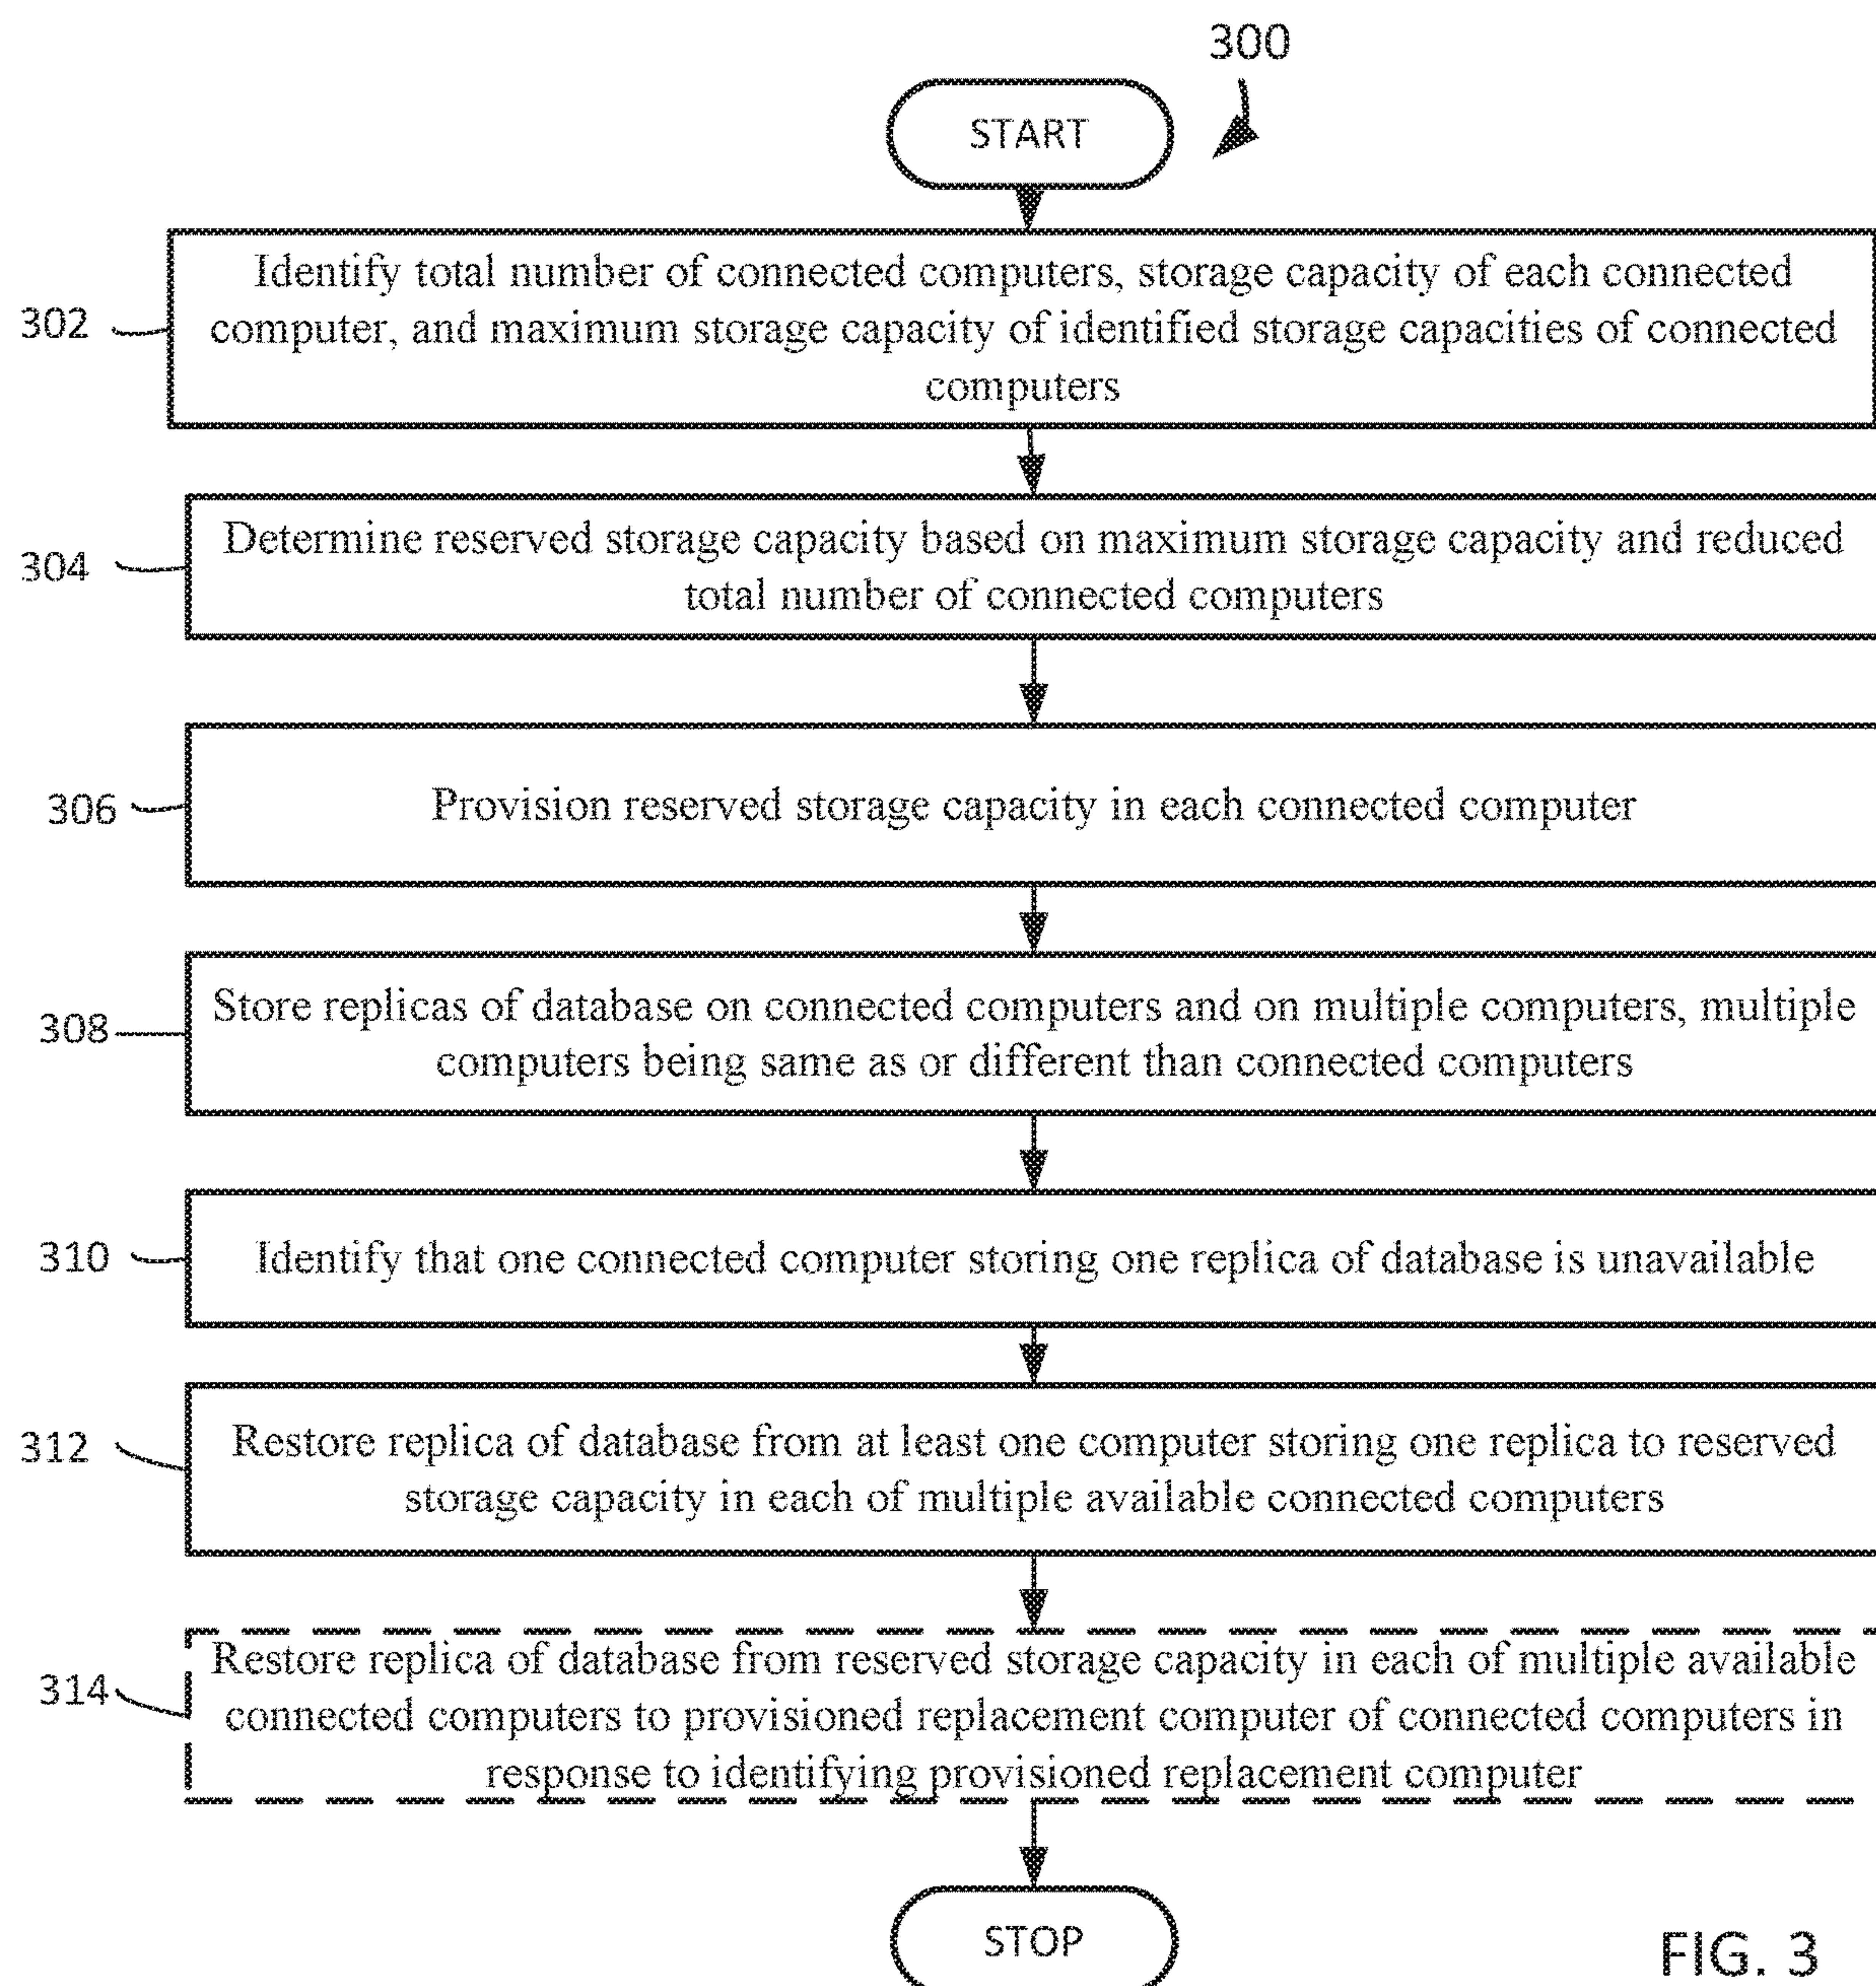 300
START
302
Identify total number of connected computers, storage capacity of each connected
computer, and maximum storage capacity of identified storage capacities of connected
computers
304
Determine reserved storage capacity based on maximum storage capacity and reduced
total number of connected computers
306
Provision reserved storage capacity in each connected computer
308
Store replicas of database on connected computers and on multiple computers, multiple
computers being same as or different than connected computers
310
Identify that one connected computer storing one replica of database is unavailable
312
Restore replica of database from at least one computer storing one replica to reserved
storage capacity in each of multiple available connected computers
314
Restore replica of database from reserved storage capacity in each of multiple available
connected computers to provisioned replacement computer of connected computers in
response to identifying provisioned replacement computer
STOP
FIG. 3